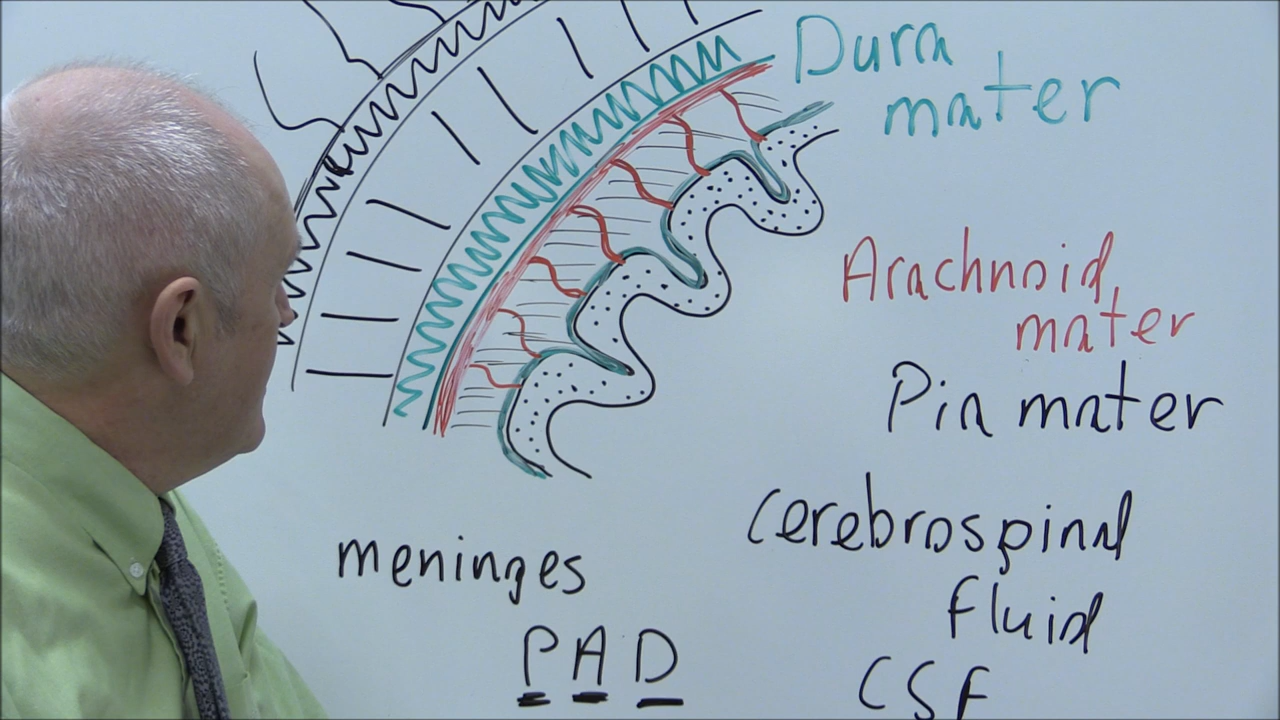 Dura
mater
Arachnoid
mater
Pia mater
cerebrospinal
fluid
CSF
meninges
PAD